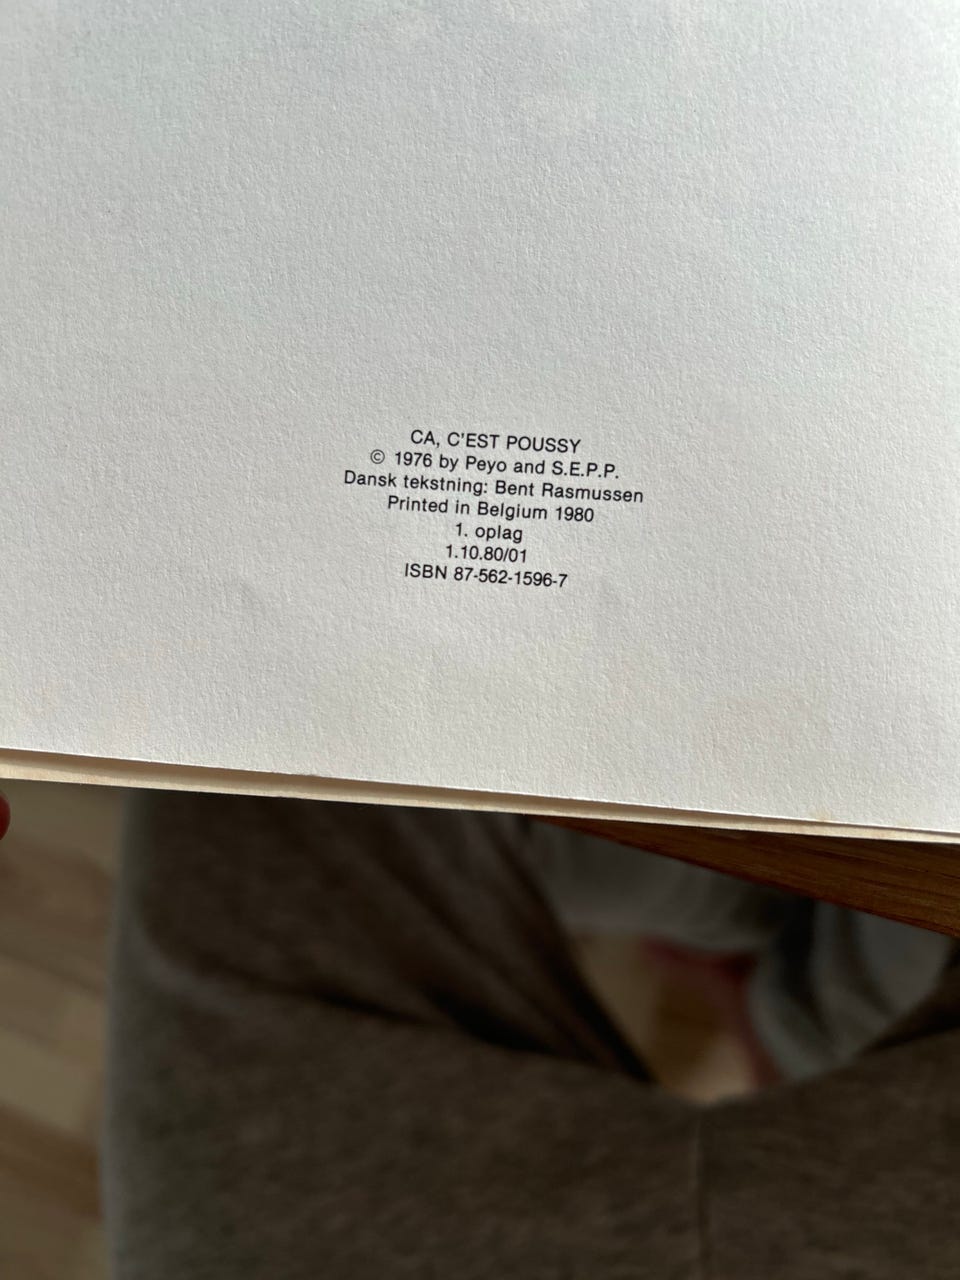 CA, C'EST POUSSY
© 1976 by Peyo and S.E.P.P.
Dansk tekstning: Bent Rasmussen
Printed in Belgium 1980
1. oplag
1.10.80/01
ISBN 87-562-1596-7